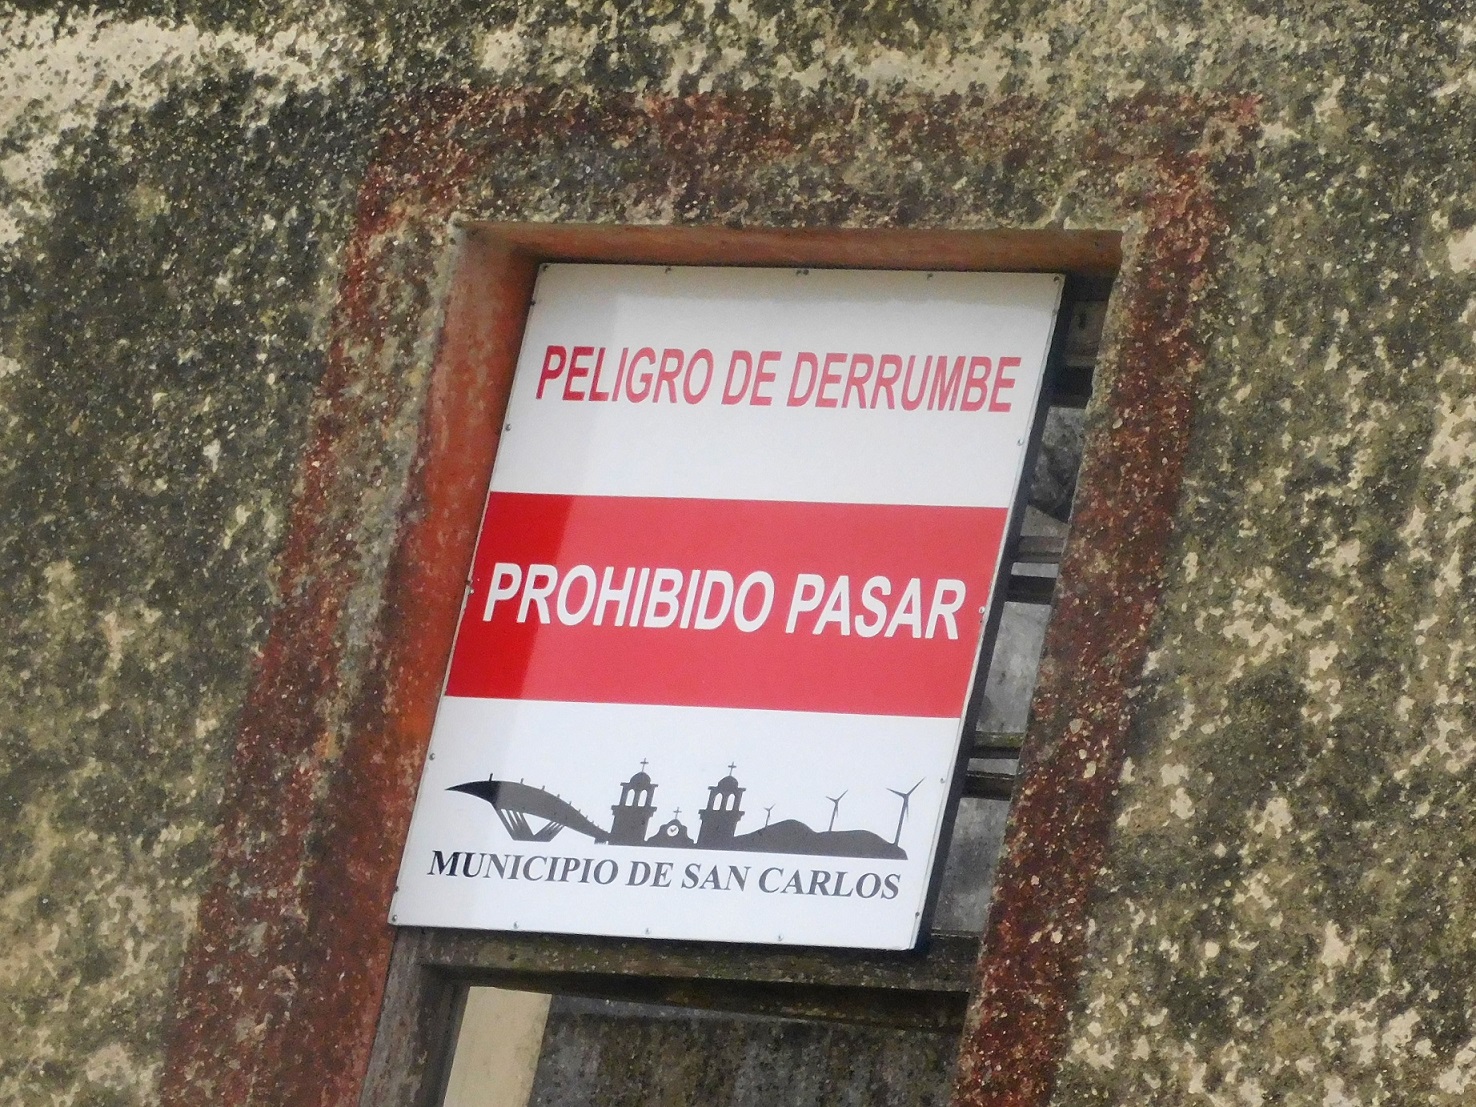 PELIGRO DE DERRUMBE
PROHIBIDO PASAR
MUNICIPIO DE SAN CARLOS